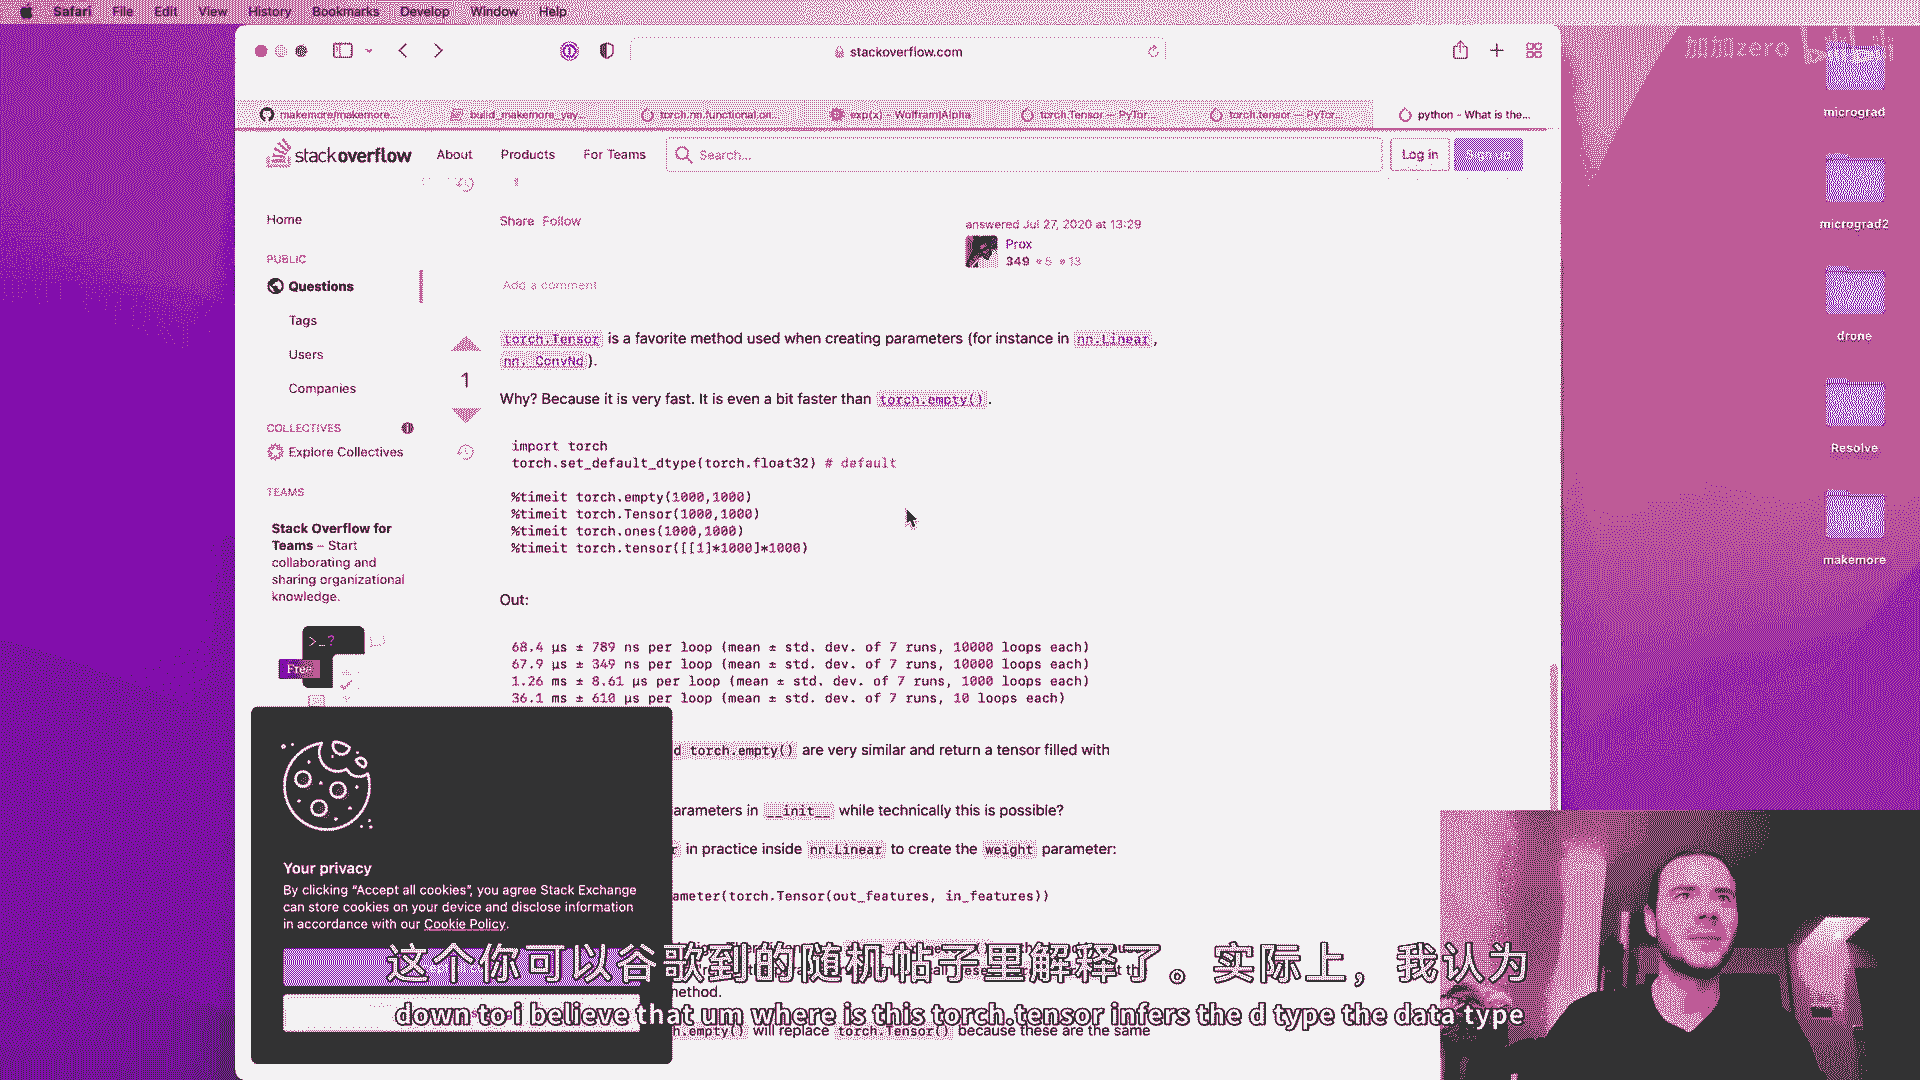 Safari File Edit View History Bookmarks Develop Window Help
stackoverflow.com
加加zero
makemore/makemore...
build_makemore_yay...
torch.nn.functional.on...
exp(x) - Wolfram|Alpha
torch.Tensor — PyTor...
torch.tensor — PyTor...
python - What is the...
stackoverflow
About
Products
For Teams
Search...
Log in
Sign up
Home
PUBLIC
Questions
Tags
Users
Companies
COLLECTIVES
Explore Collectives
TEAMS
Stack Overflow for
Teams – Start
collaborating and
sharing organizational
knowledge.
>_?
Free
Share Follow
answered Jul 27, 2020 at 13:29
Prox
349 5 13
Add a comment
1
torch.Tensor is a favorite method used when creating parameters (for instance in nn.Linear,
nn._ConvNd).
Why? Because it is very fast. It is even a bit faster than torch.empty().
import torch
torch.set_default_dtype(torch.float32) # default
%timeit torch.empty(1000,1000)
%timeit torch.Tensor(1000,1000)
%timeit torch.ones(1000,1000)
%timeit torch.tensor([[1]*1000]*1000)
Out:
68.4 µs ± 789 ns per loop (mean ± std. dev. of 7 runs, 10000 loops each)
67.9 µs ± 349 ns per loop (mean ± std. dev. of 7 runs, 10000 loops each)
1.26 ms ± 8.61 µs per loop (mean ± std. dev. of 7 runs, 1000 loops each)
36.1 ms ± 610 µs per loop (mean ± std. dev. of 7 runs, 10 loops each)
d torch.empty() are very similar and return a tensor filled with
arameters in __init__ while technically this is possible?
r in practice inside nn.Linear to create the weight parameter:
ameter(torch.Tensor(out_features, in_features))
ethod.
h.empty() will replace torch.Tensor() because these are the same
Your privacy
By clicking “Accept all cookies”, you agree Stack Exchange
can store cookies on your device and disclose information
in accordance with our Cookie Policy.
micrograd
micrograd2
drone
Resolve
makemore
这个你可以谷歌到的随机帖子里解释了。实际上，我认为
down to i believe that um where is this torch.tensor infers the d type the data type